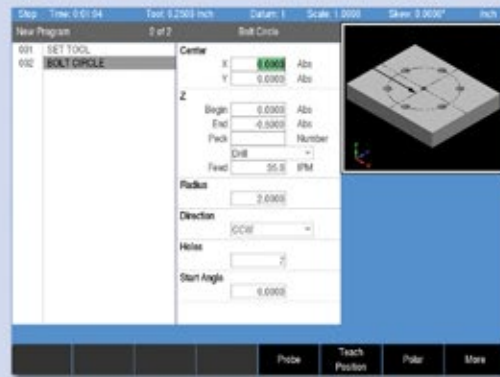 Stop Time: 0:01:04 Tool: 0.2500 Inch Datum: 1 Scale: 1.0000 Skew: 0.0000° Inch
New Program 2 of 2 Bolt Circle
001 SET TOOL
002 BOLT CIRCLE
Center
X 0.0000 Abs
Y 0.0000 Abs
Z
Begin 0.0000 Abs
End -0.5000 Abs
Peck Number
Drill
Feed 35.0 IPM
Radius
2.0000
Direction
CCW
Holes
Start Angle
0.0000
Probe
Teach Position
Polar
More